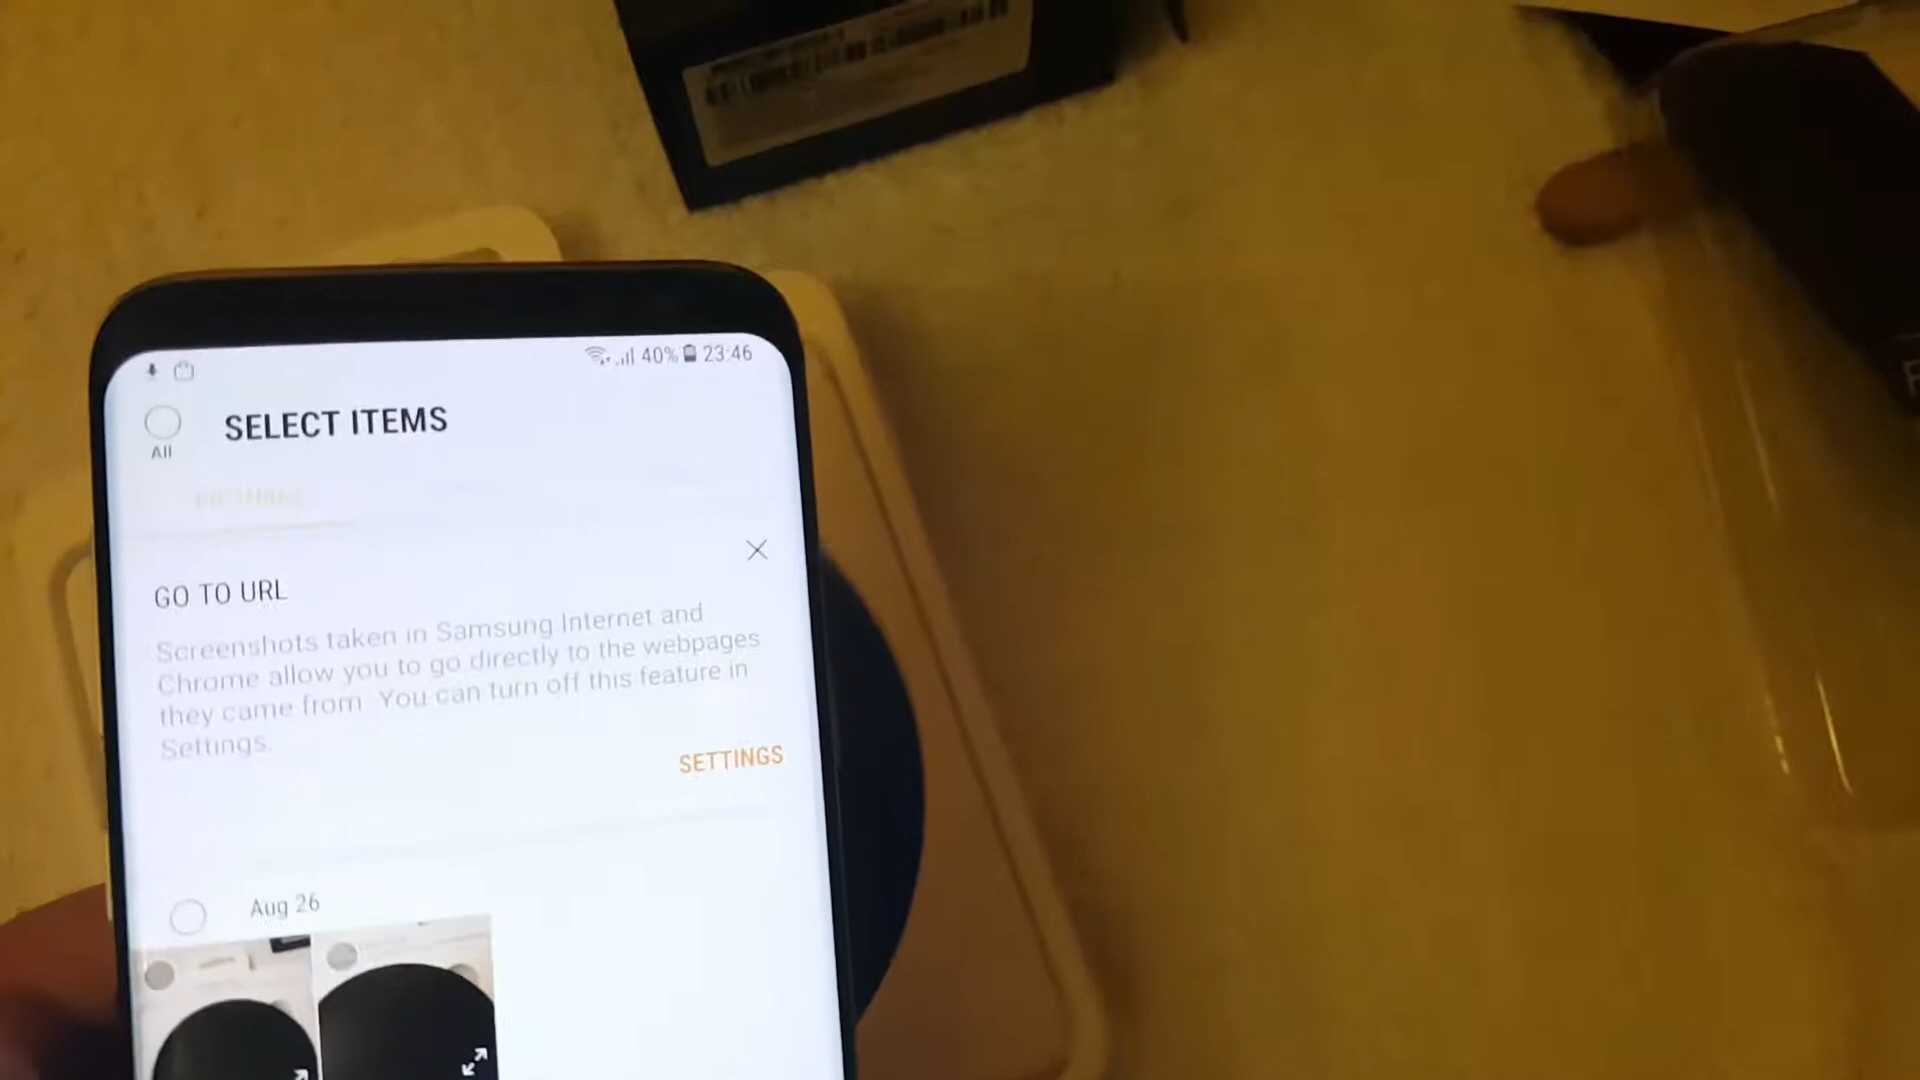 40% 23:46
All
SELECT ITEMS
PICTURES
GO TO URL
Screenshots taken in Samsung Internet and
Chrome allow you to go directly to the webpages
they came from You can turn off this feature in
Settings.
SETTINGS
Aug 26